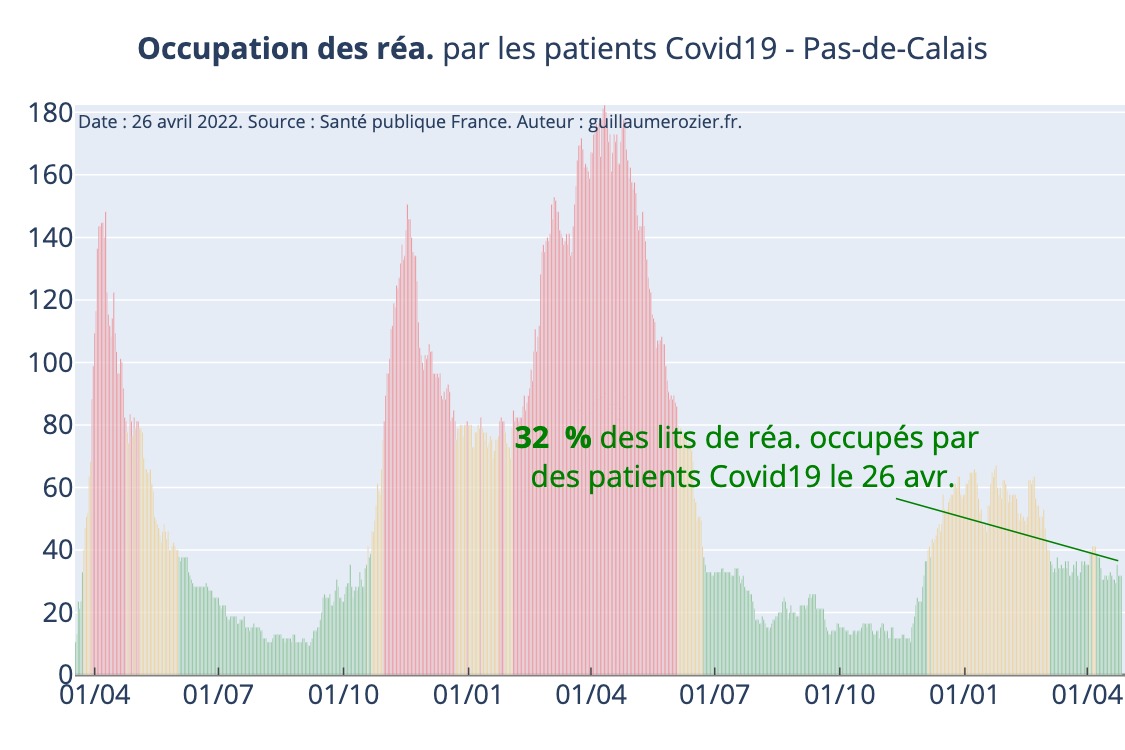 Occupation des réa. par les patients Covid19 - Pas-de-Calais
180
Date : 26 avril 2022. Source : Santé publique France. Auteur : guillaumerozier.fr.
160
140
120
100
80
32 % des lits de réa. occupés par
des patients Covid19 le 26 avr.
60
40
20
0
01/04 01/07 01/10 01/01 01/04 01/07 01/10 01/01 01/04